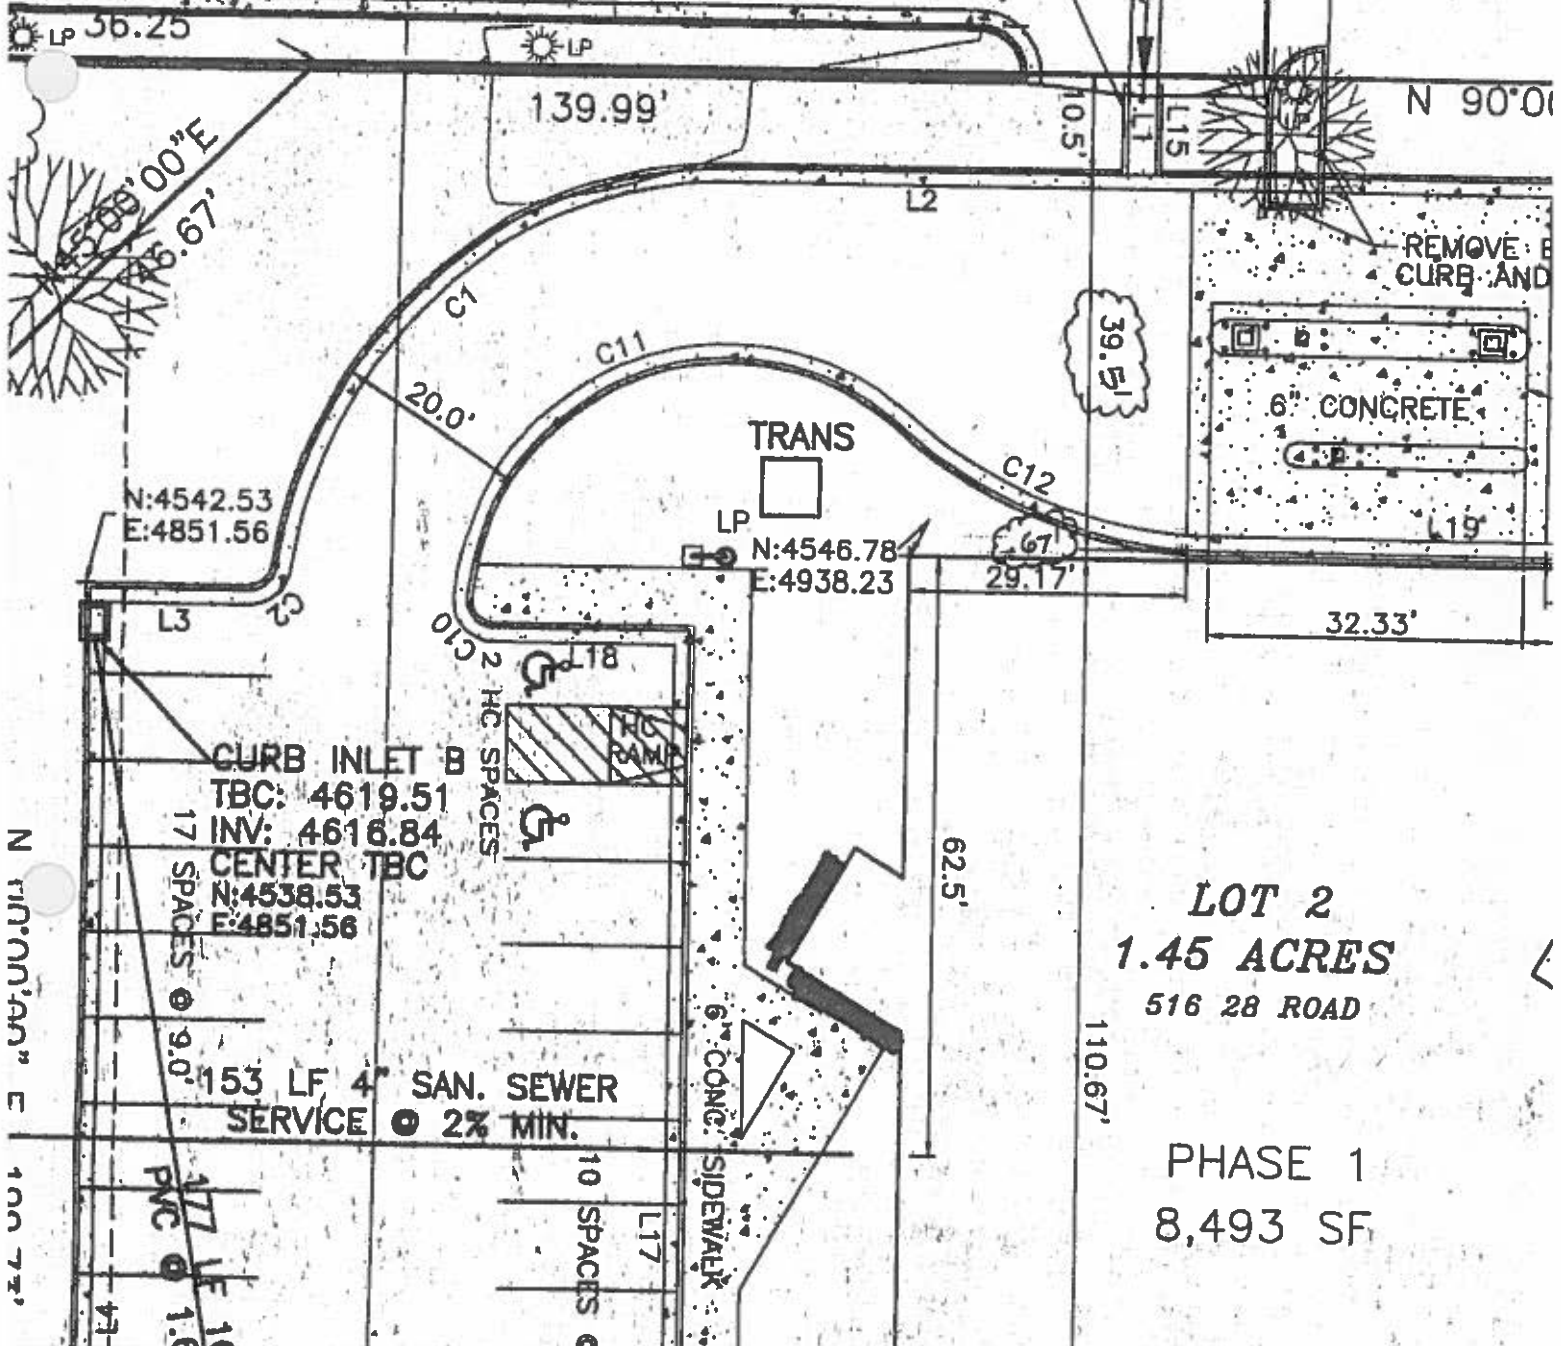 LP 36.25
LP
139.99'
10.5'
L1
L15
N 90°00
00"E
46.67'
L2
REMOVE
CURB AND
C1
C11
39.5'
20.0'
6" CONCRETE
TRANS
C12
N:4542.53
E:4851.56
LP
N:4546.78
E:4938.23
67'
29.17'
L19
32.33'
L3
C2
C10
L18
2 HC SPACES
HC
RAMP
CURB INLET B
TBC: 4619.51
INV: 4616.84
CENTER TBC
N:4538.53
E:4851.56
17 SPACES @ 9.0'
62.5'
LOT 2
1.45 ACRES
516 28 ROAD
110.67'
6" CONC. SIDEWALK
153 LF 4" SAN. SEWER
SERVICE @ 2% MIN.
10 SPACES @
L17
PHASE 1
8,493 SF
177 LF
PVC @ 1.6
L4
N
E